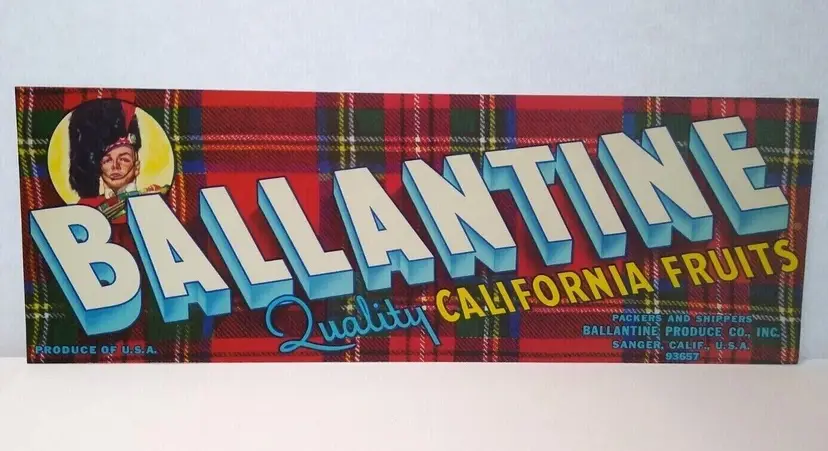 BALLANTINE
Quality CALIFORNIA FRUITS
PRODUCE OF U.S.A.
PACKERS AND SHIPPERS
BALLANTINE PRODUCE CO., INC.
SANGER, CALIF., U.S.A.
93657